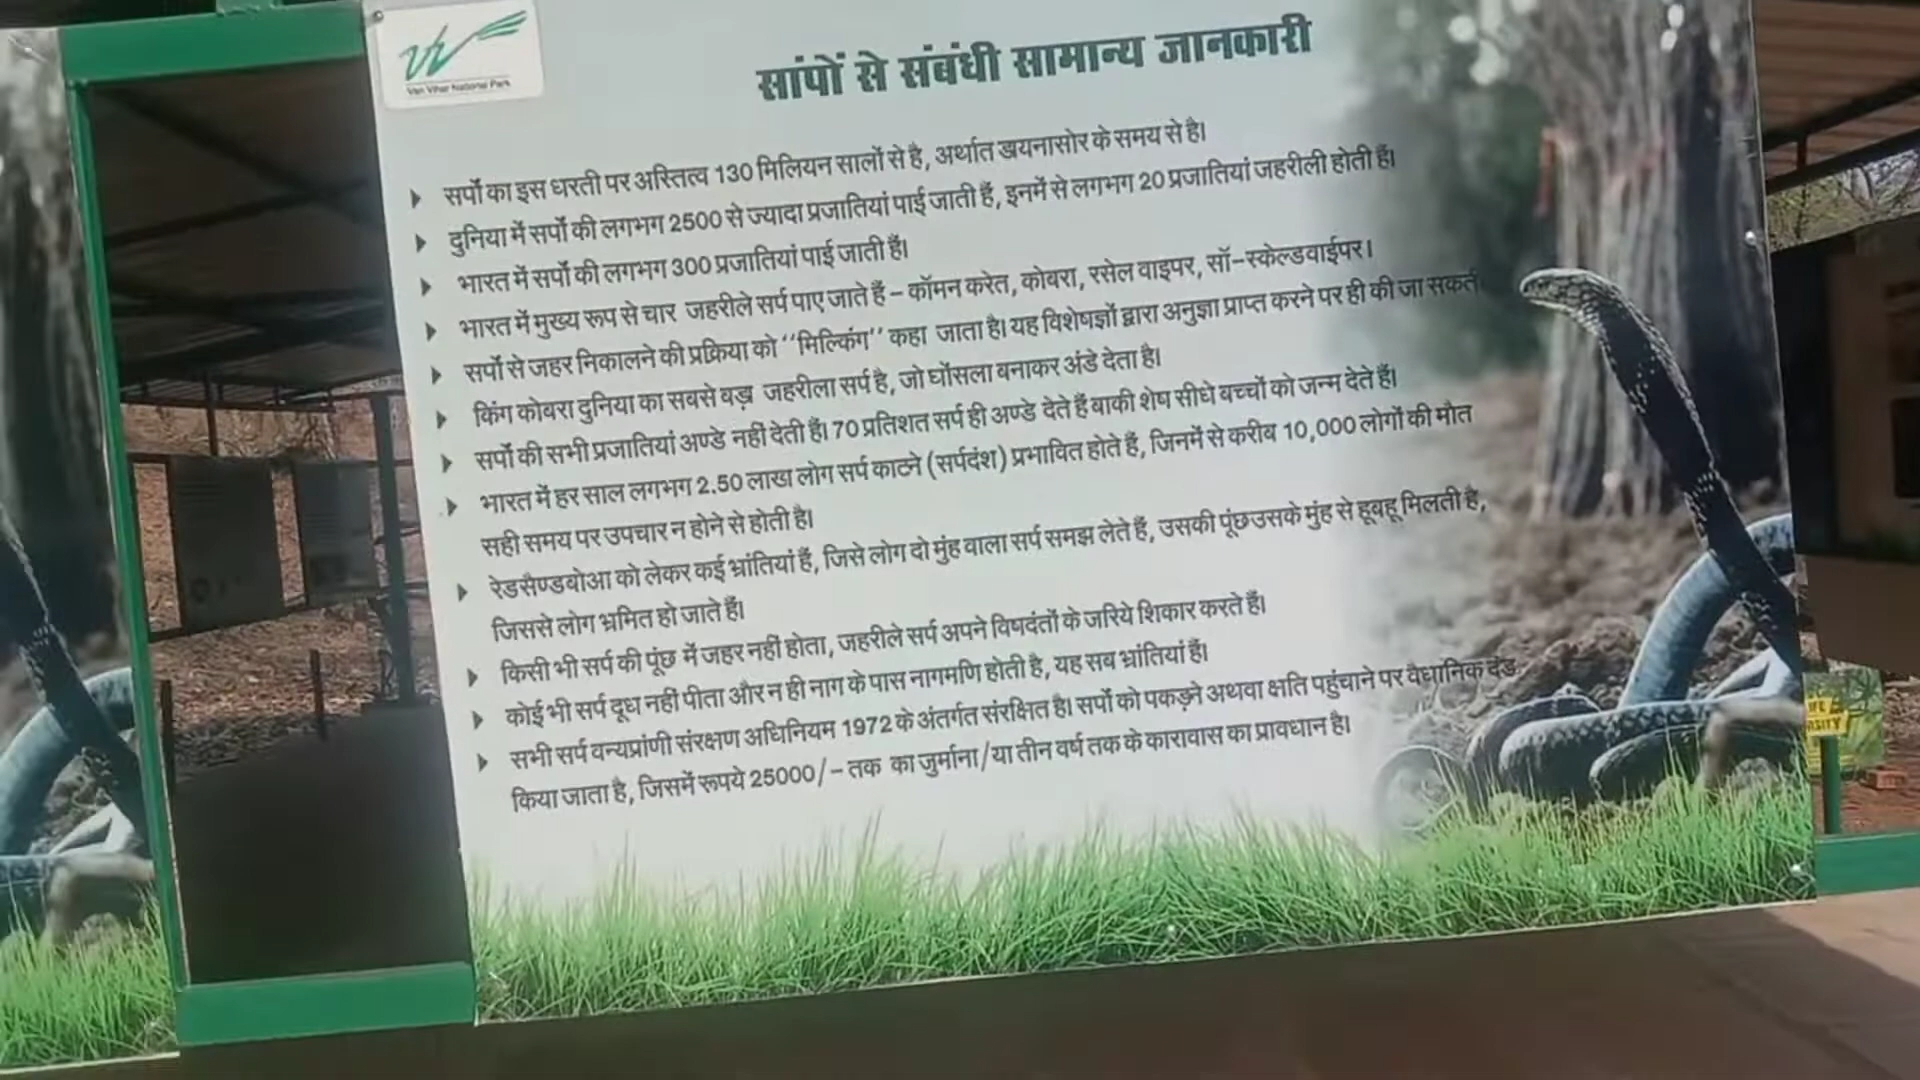 Van Vihar National Park
सांपों से संबंधी सामान्य जानकारी
सर्पों का इस धरती पर अस्तित्व 130 मिलियन सालों से है, अर्थात डायनासोर के समय से है।
दुनिया में सर्पों की लगभग 2500 से ज्यादा प्रजातियां पाई जाती हैं, इनमें से लगभग 20 प्रजातियां जहरीली होती हैं।
भारत में सर्पों की लगभग 300 प्रजातियां पाई जाती हैं।
भारत में मुख्य रूप से चार जहरीले सर्प पाए जाते हैं – कॉमन करेत, कोबरा, रसेल वाइपर, सॉ-स्केल्डवाईपर।
सर्पों से जहर निकालने की प्रक्रिया को ‘‘मिल्किंग’’ कहा जाता है। यह विशेषज्ञों द्वारा अनुज्ञा प्राप्त करने पर ही की जा सकती
किंग कोबरा दुनिया का सबसे बड़ा जहरीला सर्प है, जो घोंसला बनाकर अंडे देता है।
सर्पों की सभी प्रजातियां अण्डे नहीं देती हैं। 70 प्रतिशत सर्प ही अण्डे देते हैं बाकी शेष सीधे बच्चों को जन्म देते हैं।
भारत में हर साल लगभग 2.50 लाख लोग सर्प काटने (सर्पदंश) प्रभावित होते हैं, जिनमें से करीब 10,000 लोगों की मौत
सही समय पर उपचार न होने से होती है।
रेडसैण्डबोआ को लेकर कई भ्रांतियां हैं, जिसे लोग दो मुंह वाला सर्प समझ लेते हैं, उसकी पूंछउसके मुंह से हूबहू मिलती है,
जिससे लोग भ्रमित हो जाते हैं।
किसी भी सर्प की पूंछ में जहर नहीं होता, जहरीले सर्प अपने विषदंतों के जरिये शिकार करते हैं।
कोई भी सर्प दूध नहीं पीता और न ही नाग के पास नागमणि होती है, यह सब भ्रांतियां हैं।
सभी सर्प वन्यप्रांणी संरक्षण अधिनियम 1972 के अंतर्गत संरक्षित है। सर्पों को पकड़ने अथवा क्षति पहुंचाने पर वैधानिक दंड
किया जाता है, जिसमें रूपये 25000/– तक का जुर्माना/या तीन वर्ष तक के कारावास का प्रावधान है।